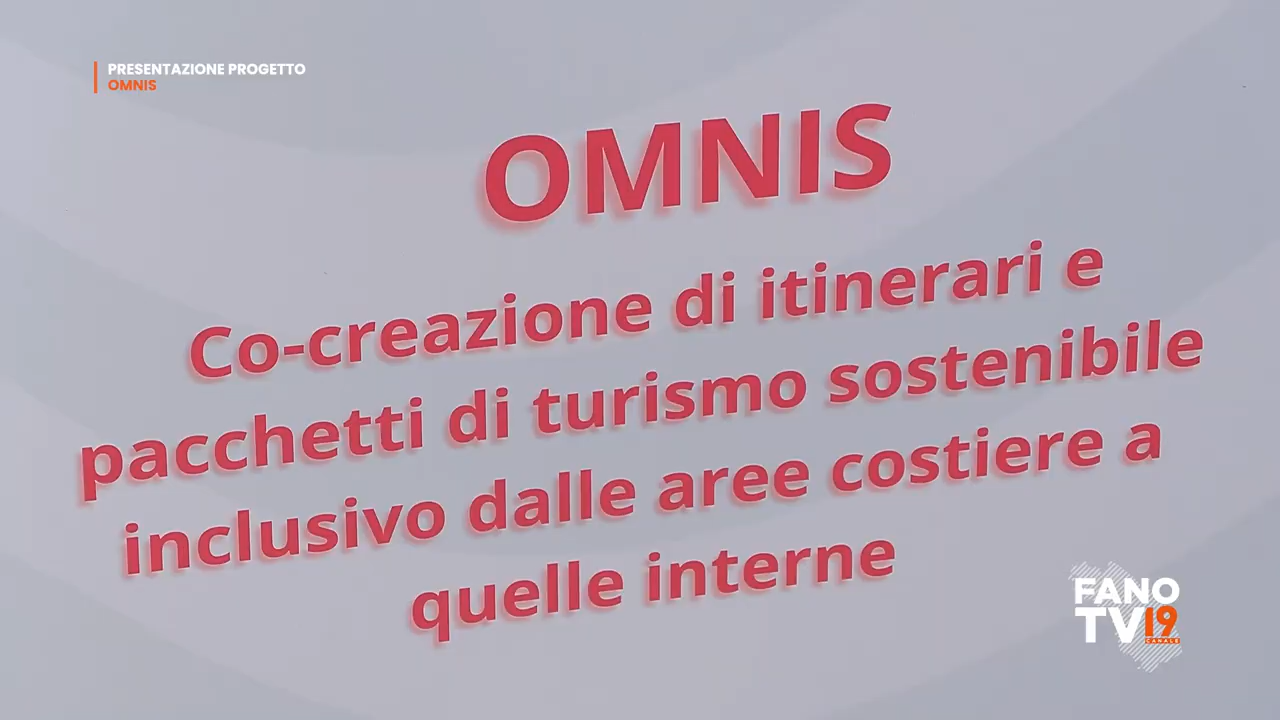 PRESENTAZIONE PROGETTO
OMNIS
OMNIS
Co-creazione di itinerari e
pacchetti di turismo sostenibile
inclusivo dalle aree costiere a
quelle interne
FANO
TV19
CANALE